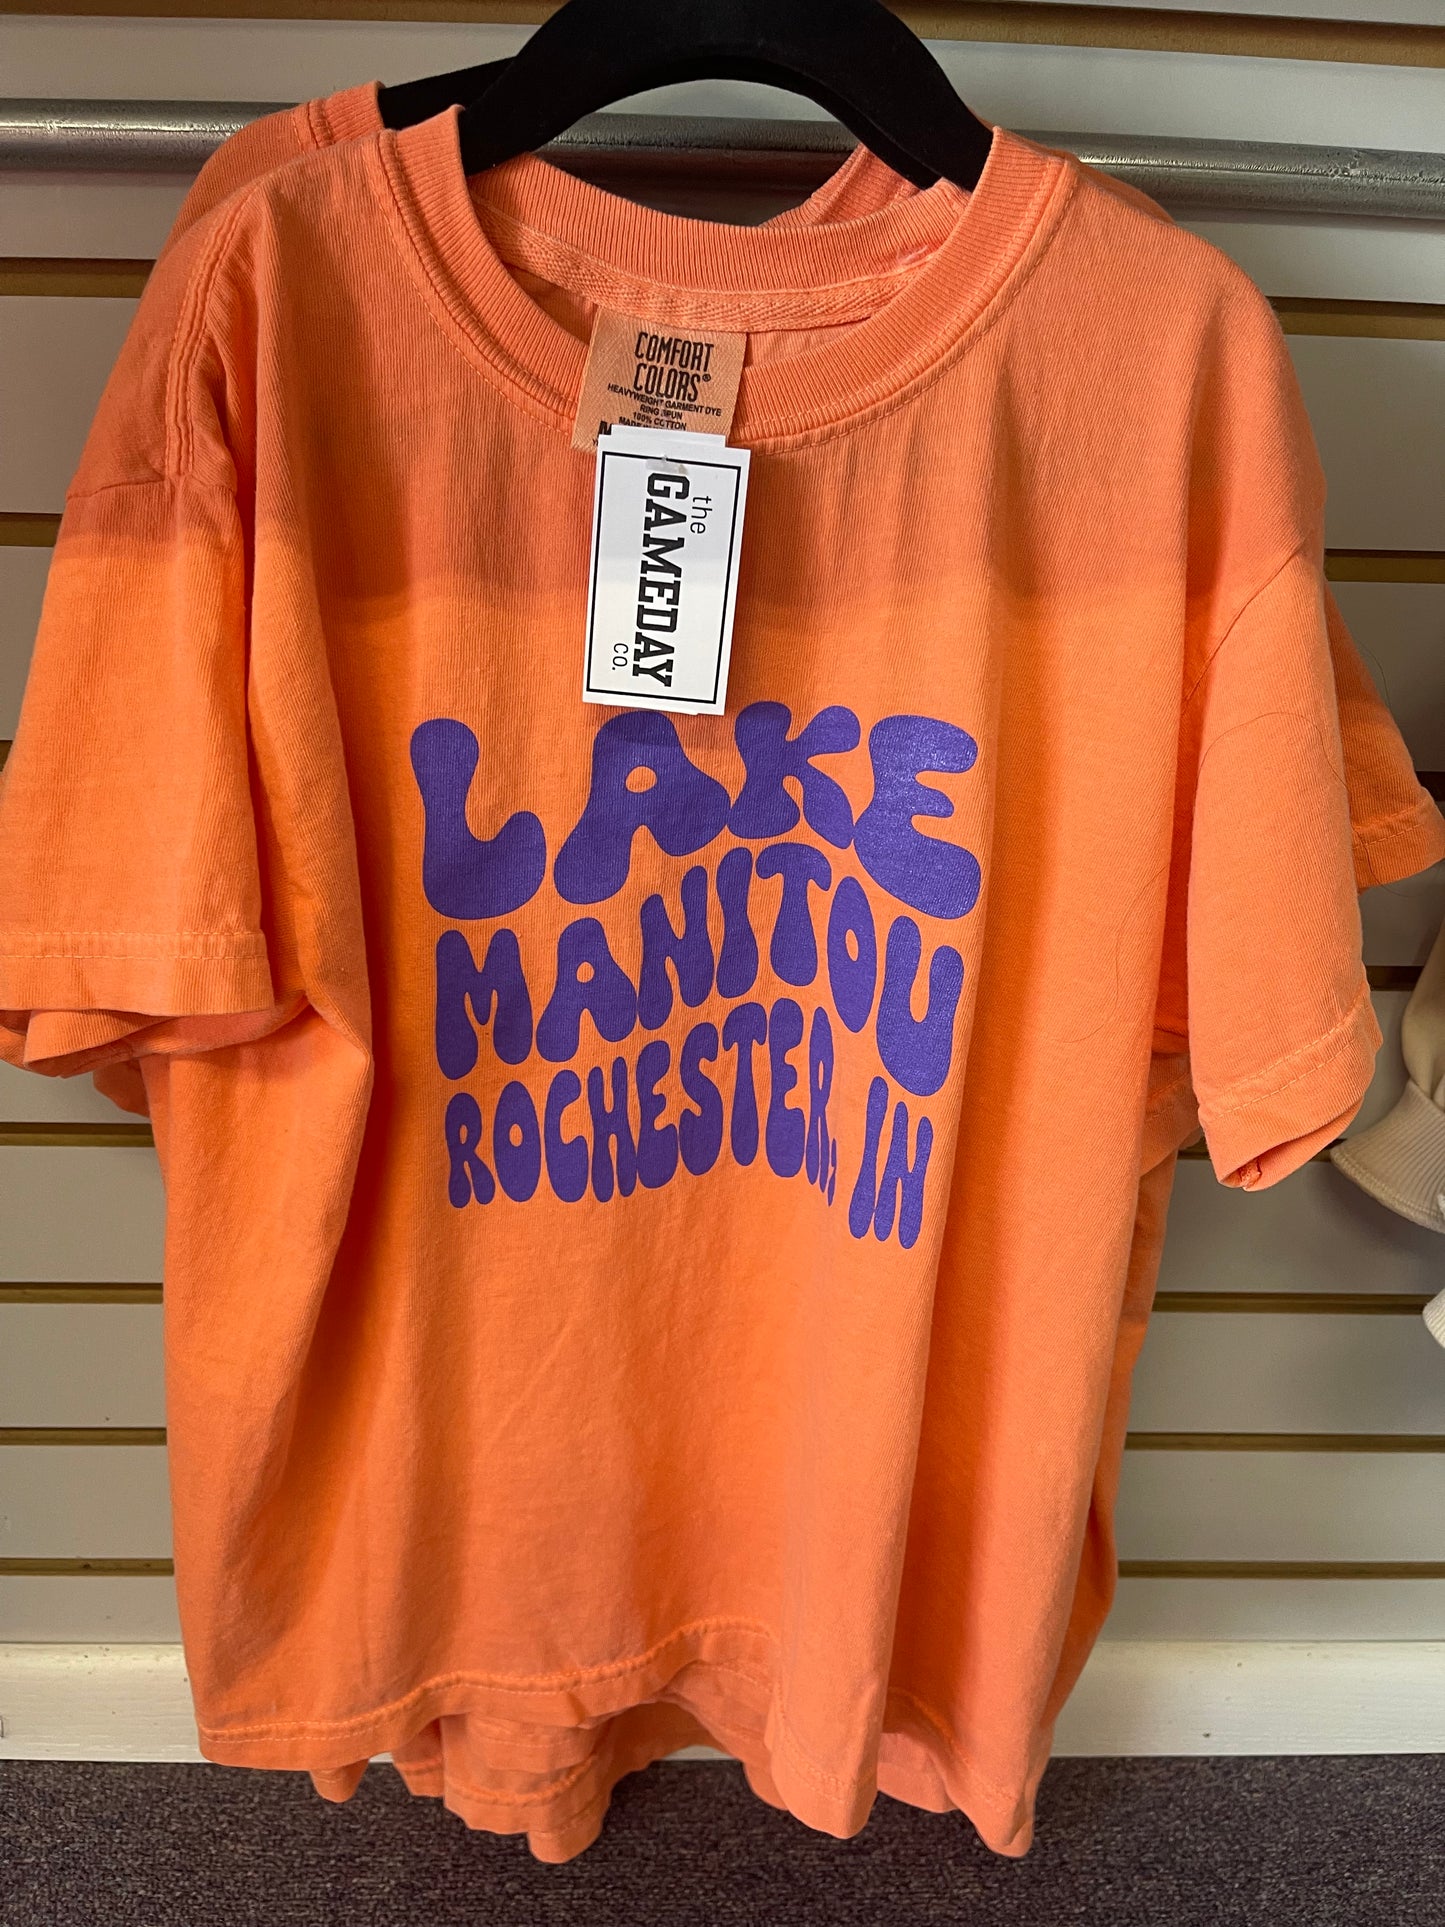 COMFORT
COLORS®
HEAVYWEIGHT GARMENT DYE
RING SPUN
100% COTTON
M
the
GAMEDAY
CO.
LAKE
MANITOU
ROCHESTER, IN